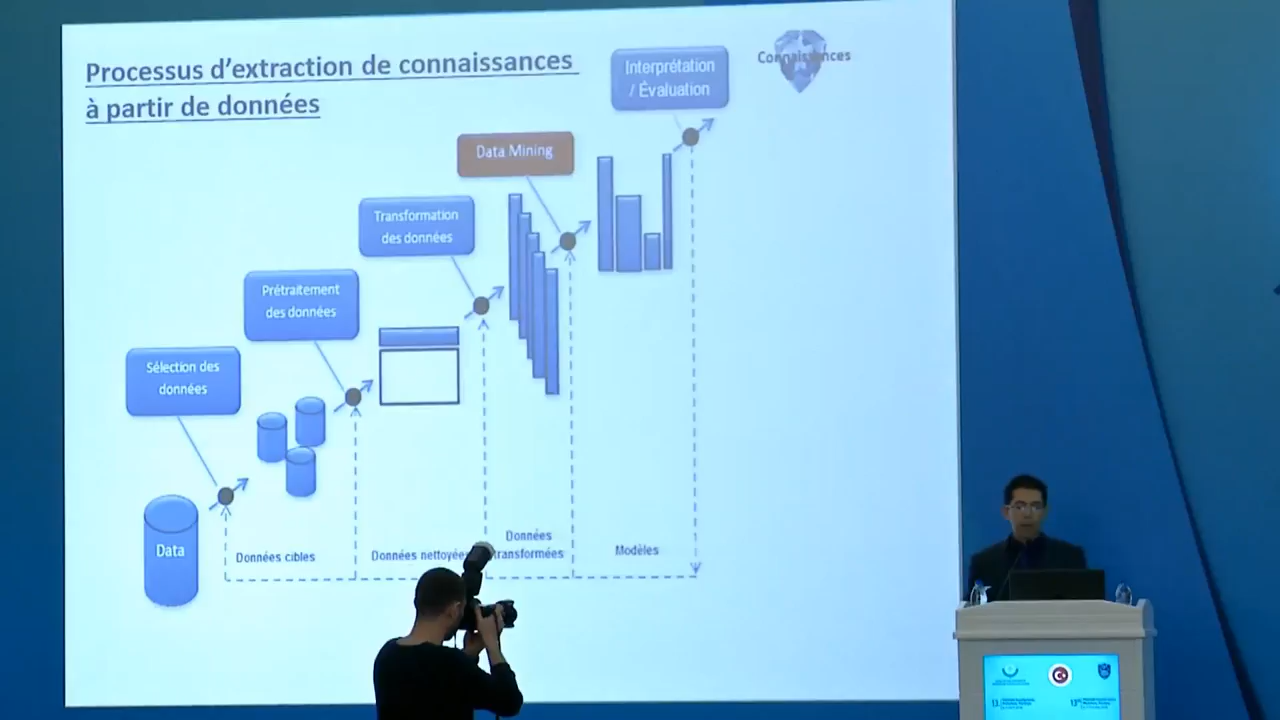 Processus d'extraction de connaissances
à partir de données
Interprétation
/ Évaluation
Connaissances
Data Mining
Transformation
des données
Prétraitement
des données
Sélection des
données
Data
Données cibles
Données nettoyées
Données
transformées
Modèles